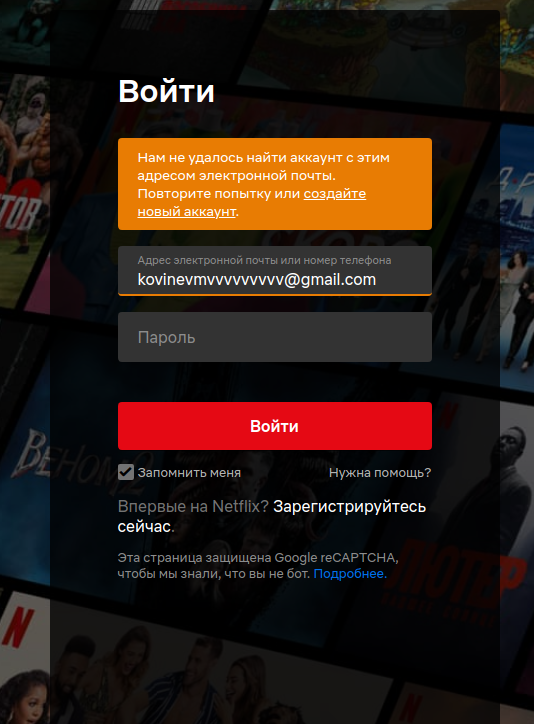 Войти
Нам не удалось найти аккаунт с этим
адресом электронной почты.
Повторите попытку или создайте
новый аккаунт.
Адрес электронной почты или номер телефона
kovinevmvvvvvvvvv@gmail.com
Пароль
Войти
Запомнить меня
Нужна помощь?
Впервые на Netflix? Зарегистрируйтесь
сейчас.
Эта страница защищена Google reCAPTCHA,
чтобы мы знали, что вы не бот. Подробнее.
N
N